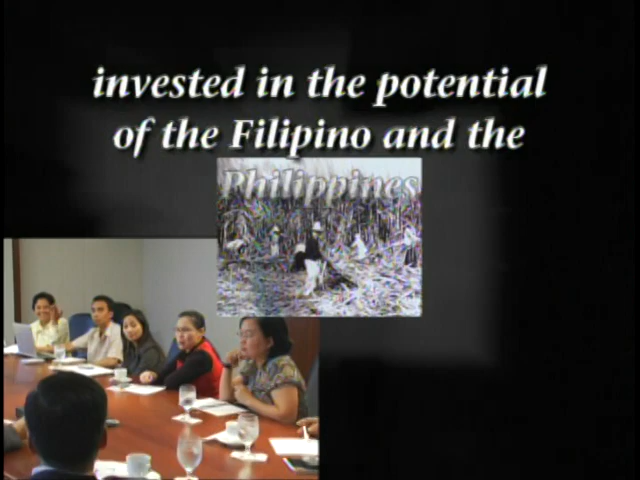 invested in the potential
of the Filipino and the
Philippines